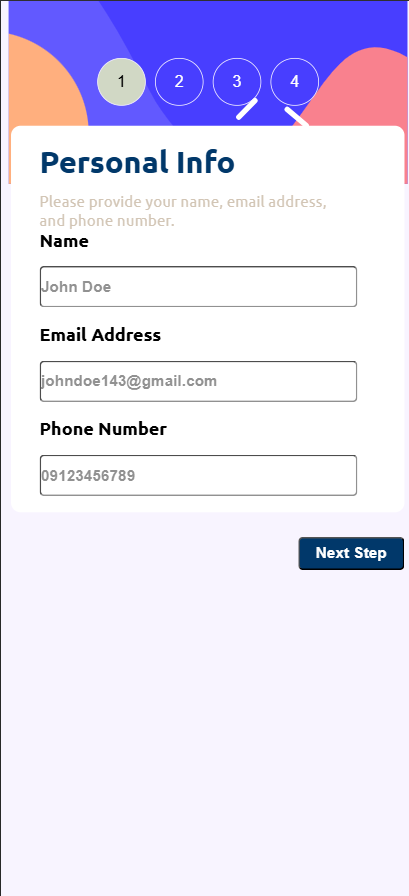 1 2 3 4
Personal Info
Please provide your name, email address,
and phone number.
Name
John Doe
Email Address
johndoe143@gmail.com
Phone Number
09123456789
Next Step